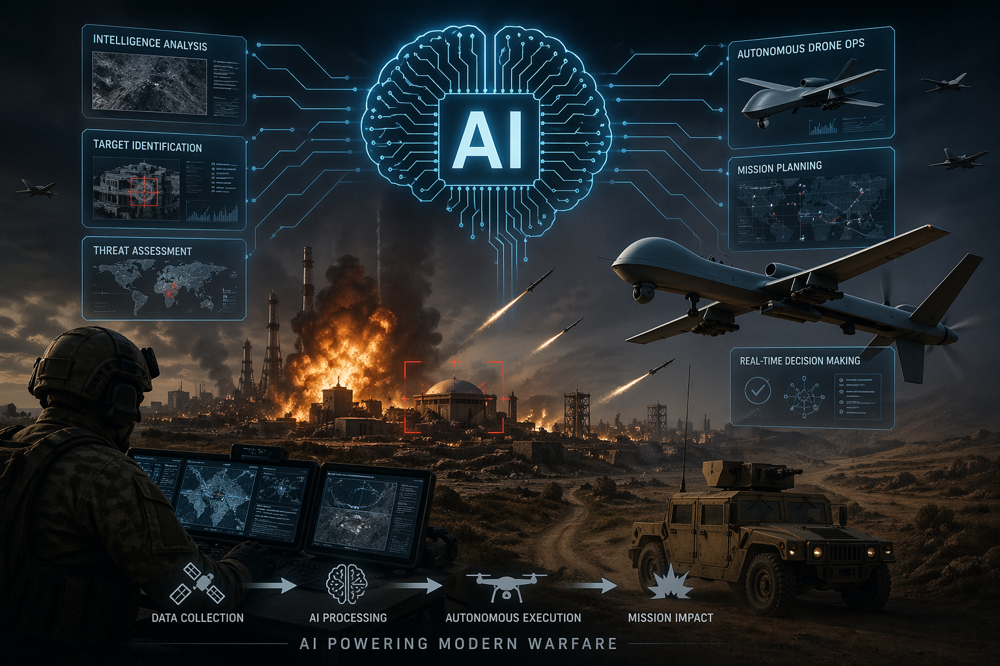 INTELLIGENCE ANALYSIS
TARGET IDENTIFICATION
THREAT ASSESSMENT
AI
AUTONOMOUS DRONE OPS
MISSION PLANNING
REAL-TIME DECISION MAKING
DATA COLLECTION
AI PROCESSING
AUTONOMOUS EXECUTION
MISSION IMPACT
AI POWERING MODERN WARFARE